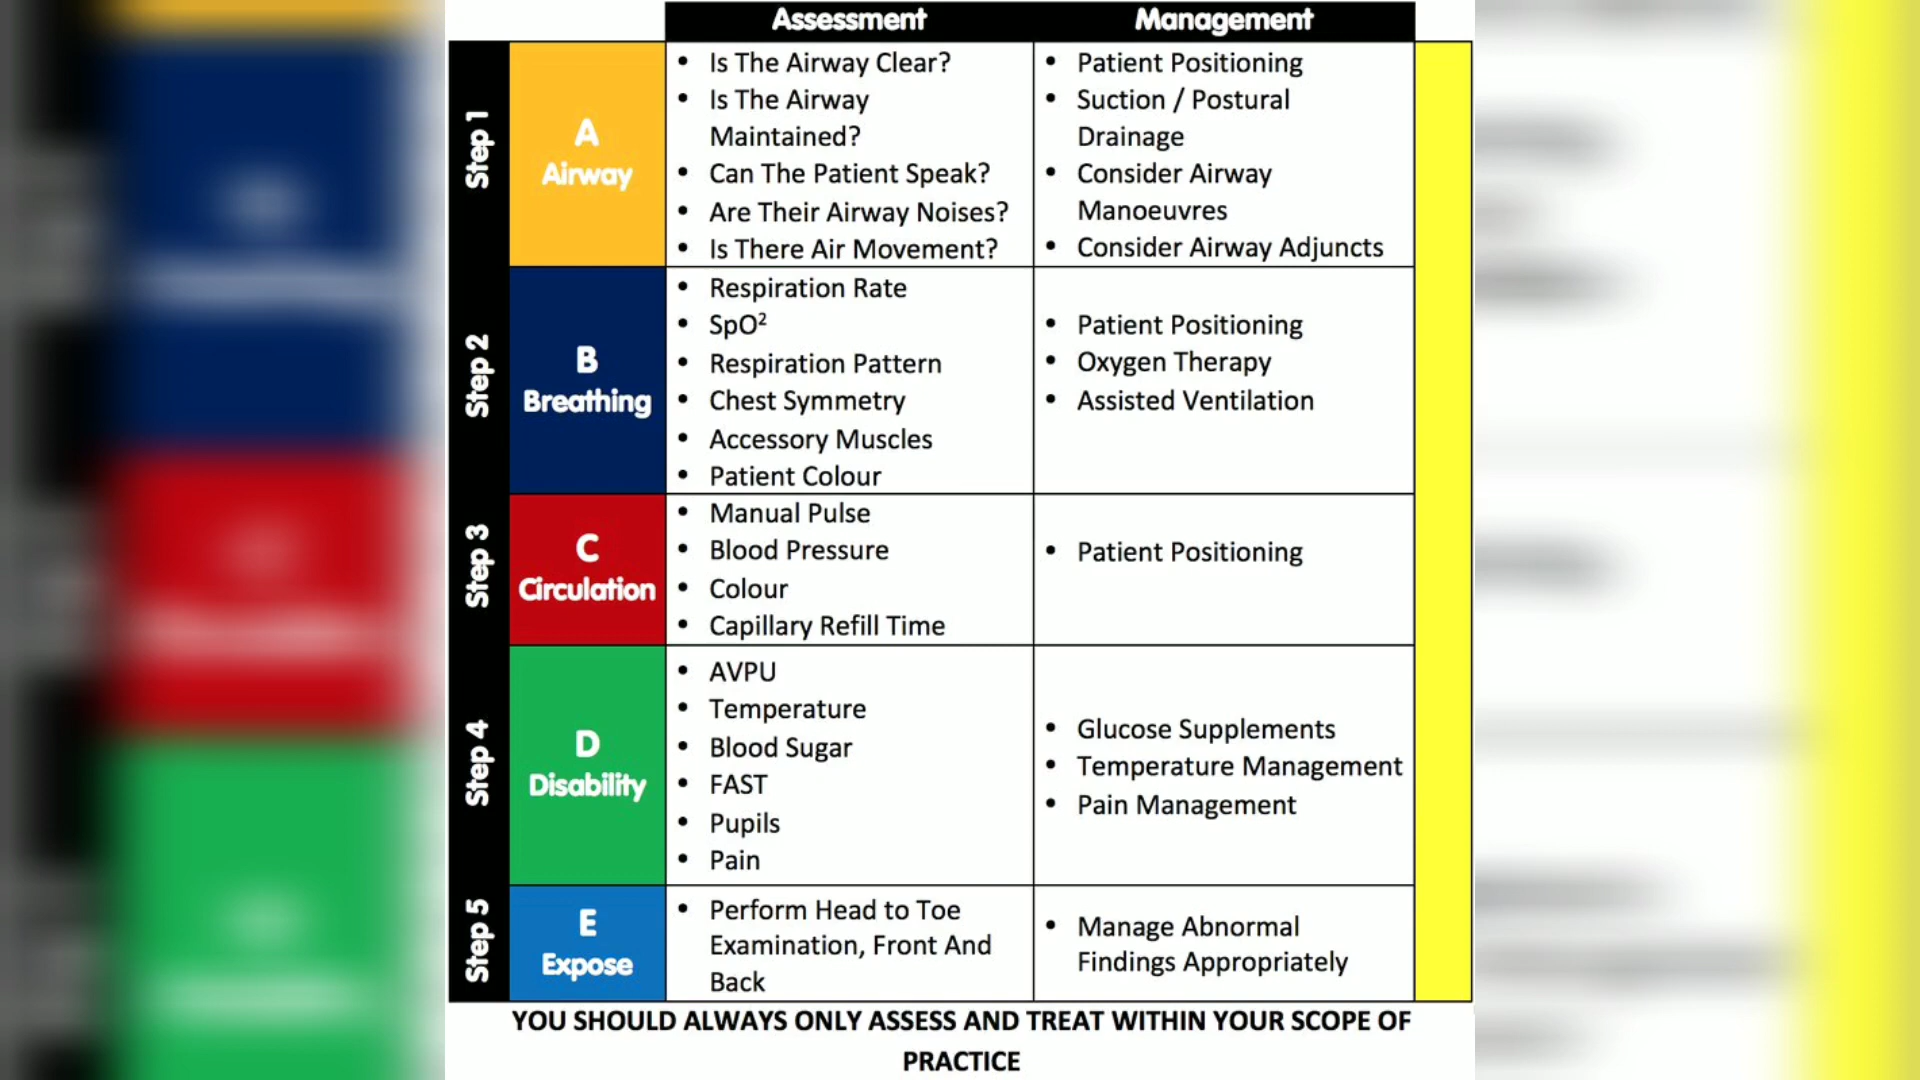 Assessment
Management
Step 1
A
Airway
• Is The Airway Clear?
• Is The Airway
Maintained?
• Can The Patient Speak?
• Are Their Airway Noises?
• Is There Air Movement?
• Patient Positioning
• Suction / Postural
Drainage
• Consider Airway
Manoeuvres
• Consider Airway Adjuncts
Step 2
B
Breathing
• Respiration Rate
• SpO²
• Respiration Pattern
• Chest Symmetry
• Accessory Muscles
• Patient Colour
• Patient Positioning
• Oxygen Therapy
• Assisted Ventilation
Step 3
C
Circulation
• Manual Pulse
• Blood Pressure
• Colour
• Capillary Refill Time
• Patient Positioning
Step 4
D
Disability
• AVPU
• Temperature
• Blood Sugar
• FAST
• Pupils
• Pain
• Glucose Supplements
• Temperature Management
• Pain Management
Step 5
E
Expose
• Perform Head to Toe
Examination, Front And
Back
• Manage Abnormal
Findings Appropriately
YOU SHOULD ALWAYS ONLY ASSESS AND TREAT WITHIN YOUR SCOPE OF
PRACTICE